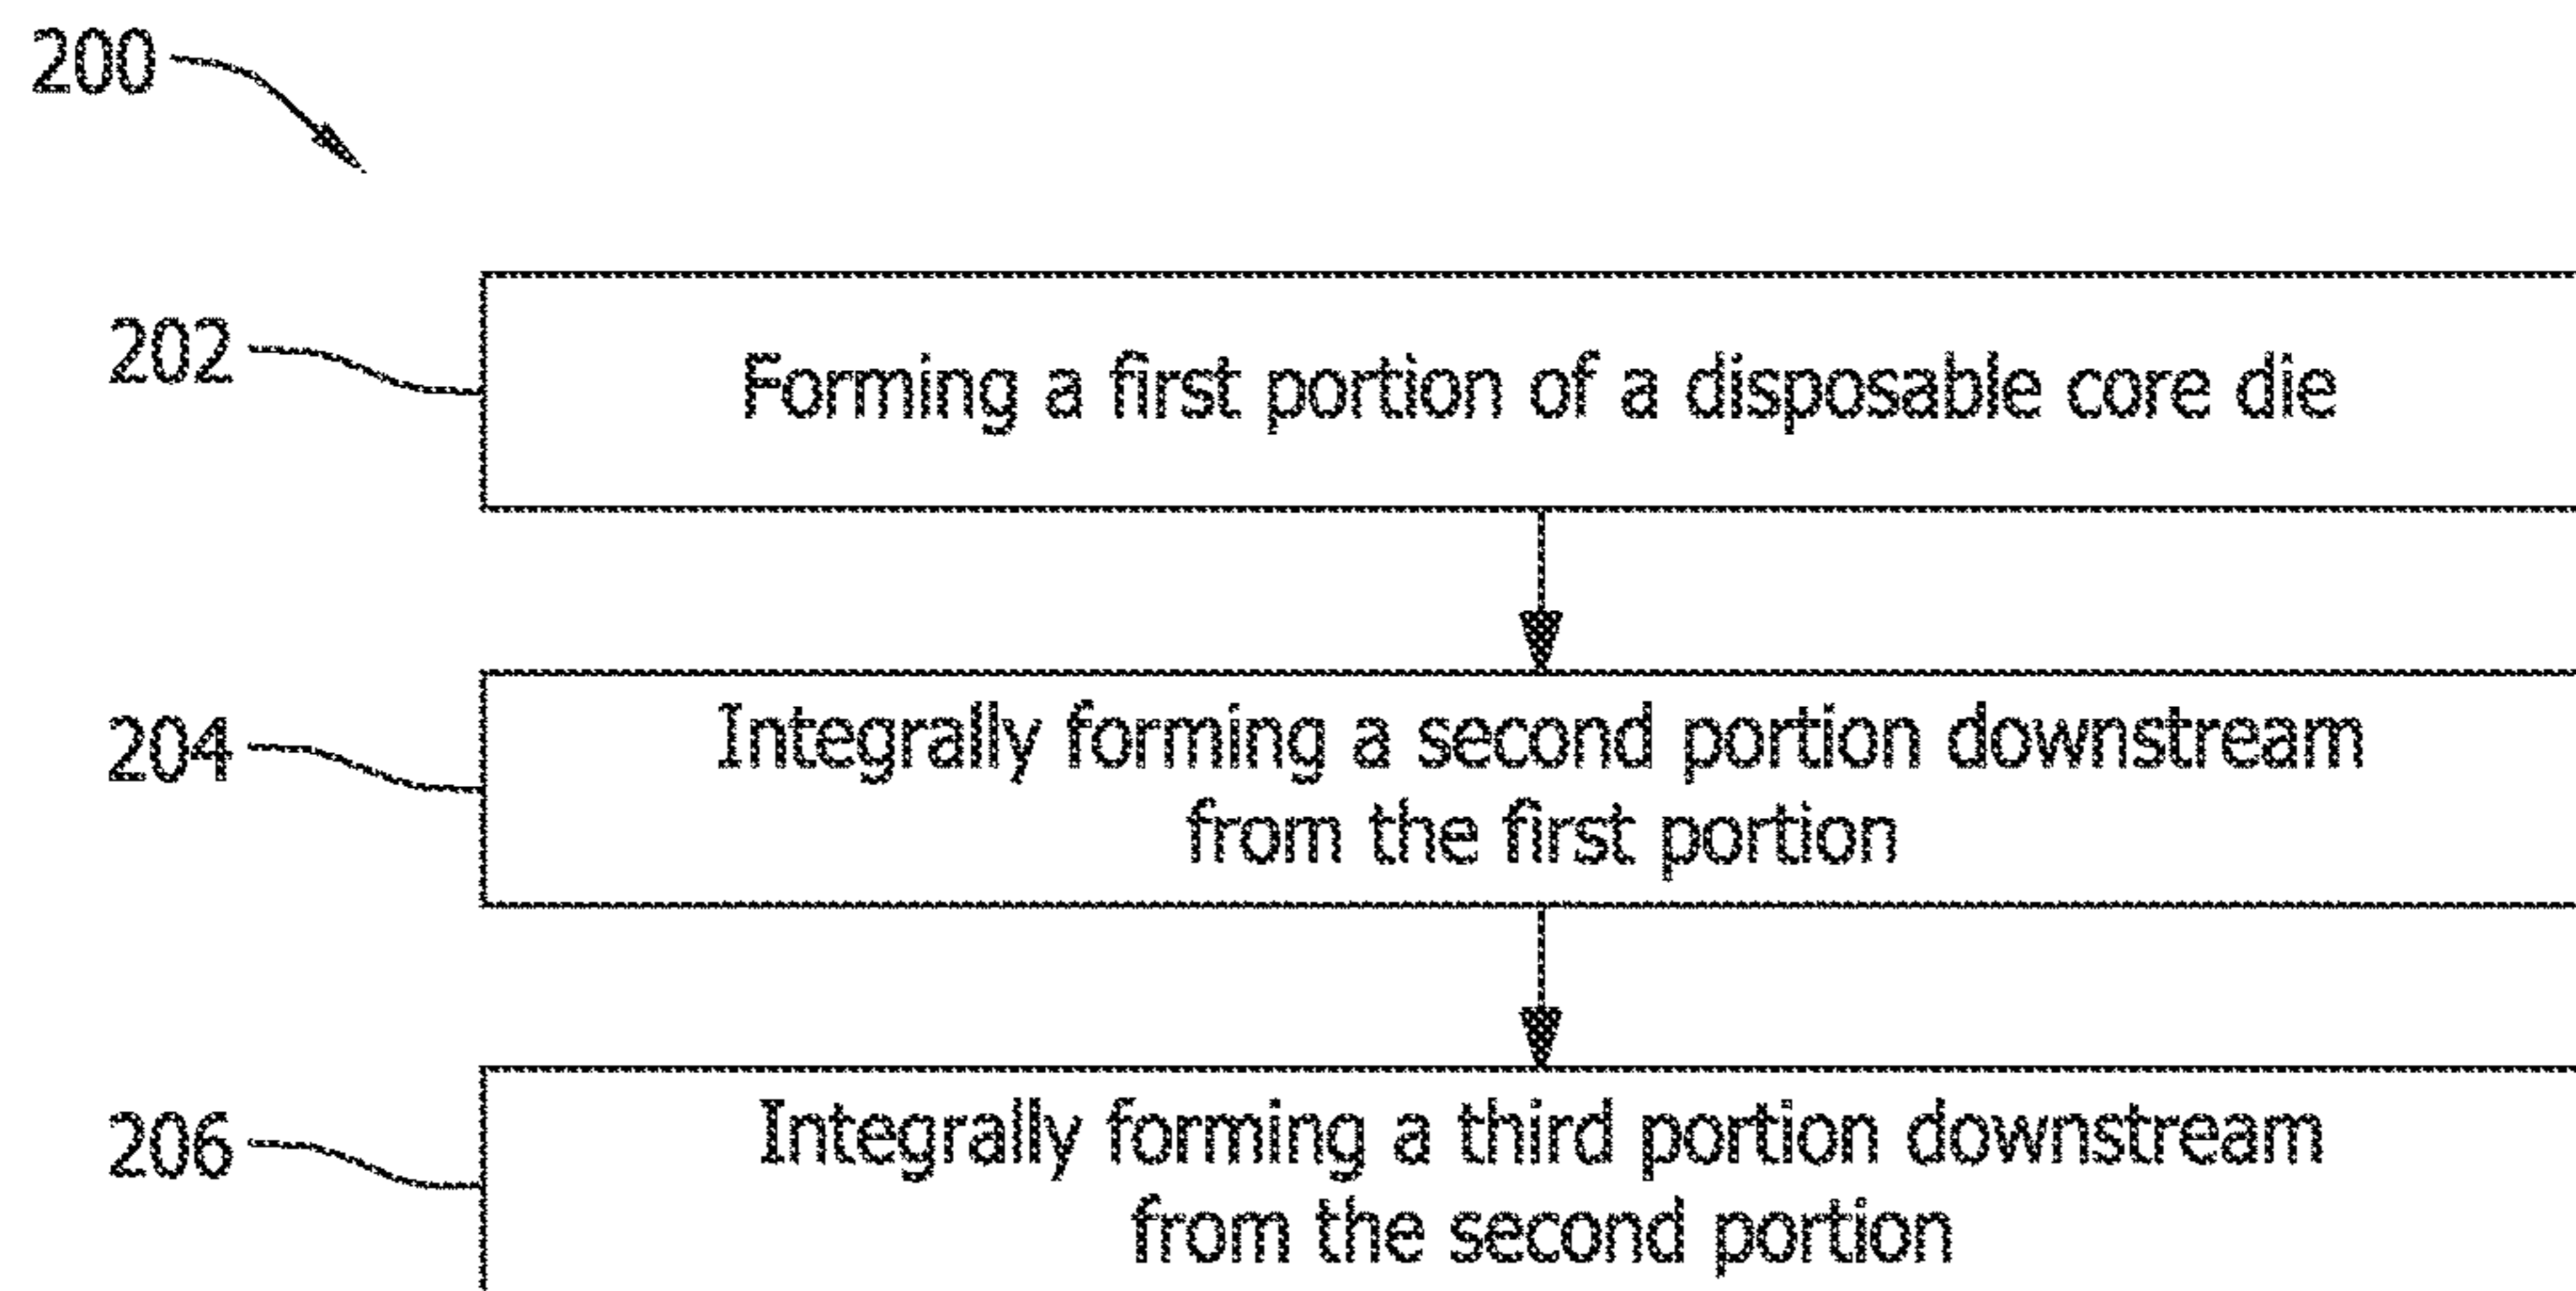 200
202
Forming a first portion of a disposable core die
204
Integrally forming a second portion downstream
from the first portion
206
Integrally forming a third portion downstream
from the second portion